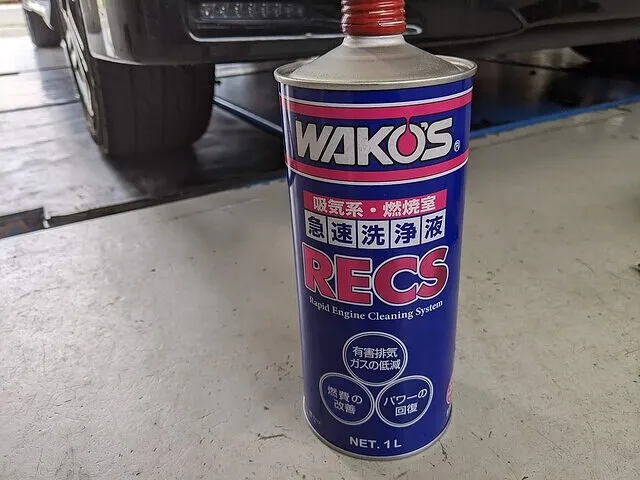 WAKO'S®
吸気系・燃焼室
急速洗浄液
RECS
Rapid Engine Cleaning System
有害排気
ガスの低減
燃費の
改善
パワーの
回復
NET. 1 L